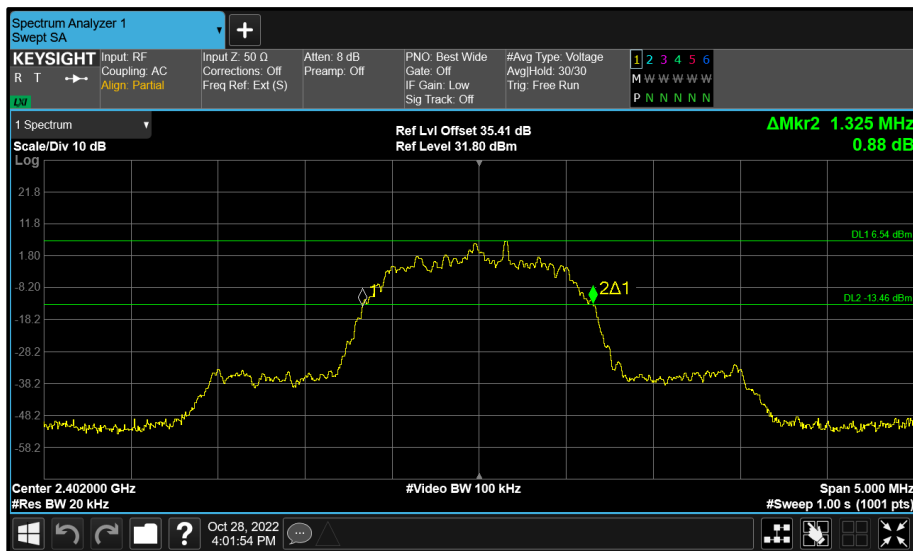 Spectrum Analyzer 1
Swept SA
+
KEYSIGHT
R T
LXI
Input: RF
Coupling: AC
Align: Partial
Input Z: 50 Ω
Corrections: Off
Freq Ref: Ext (S)
Atten: 8 dB
Preamp: Off
PNO: Best Wide
Gate: Off
IF Gain: Low
Sig Track: Off
#Avg Type: Voltage
Avg|Hold: 30/30
Trig: Free Run
1 2 3 4 5 6
M W W W W W
P N N N N N
1 Spectrum
Scale/Div 10 dB
Ref Lvl Offset 35.41 dB
Ref Level 31.80 dBm
ΔMkr2 1.325 MHz
0.88 dB
Log
21.8
11.8
1.80
-8.20
-18.2
-28.2
-38.2
-48.2
-58.2
DL1 6.54 dBm
1
2Δ1
DL2 -13.46 dBm
Center 2.402000 GHz
#Res BW 20 kHz
#Video BW 100 kHz
Span 5.000 MHz
#Sweep 1.00 s (1001 pts)
?
Oct 28, 2022
4:01:54 PM